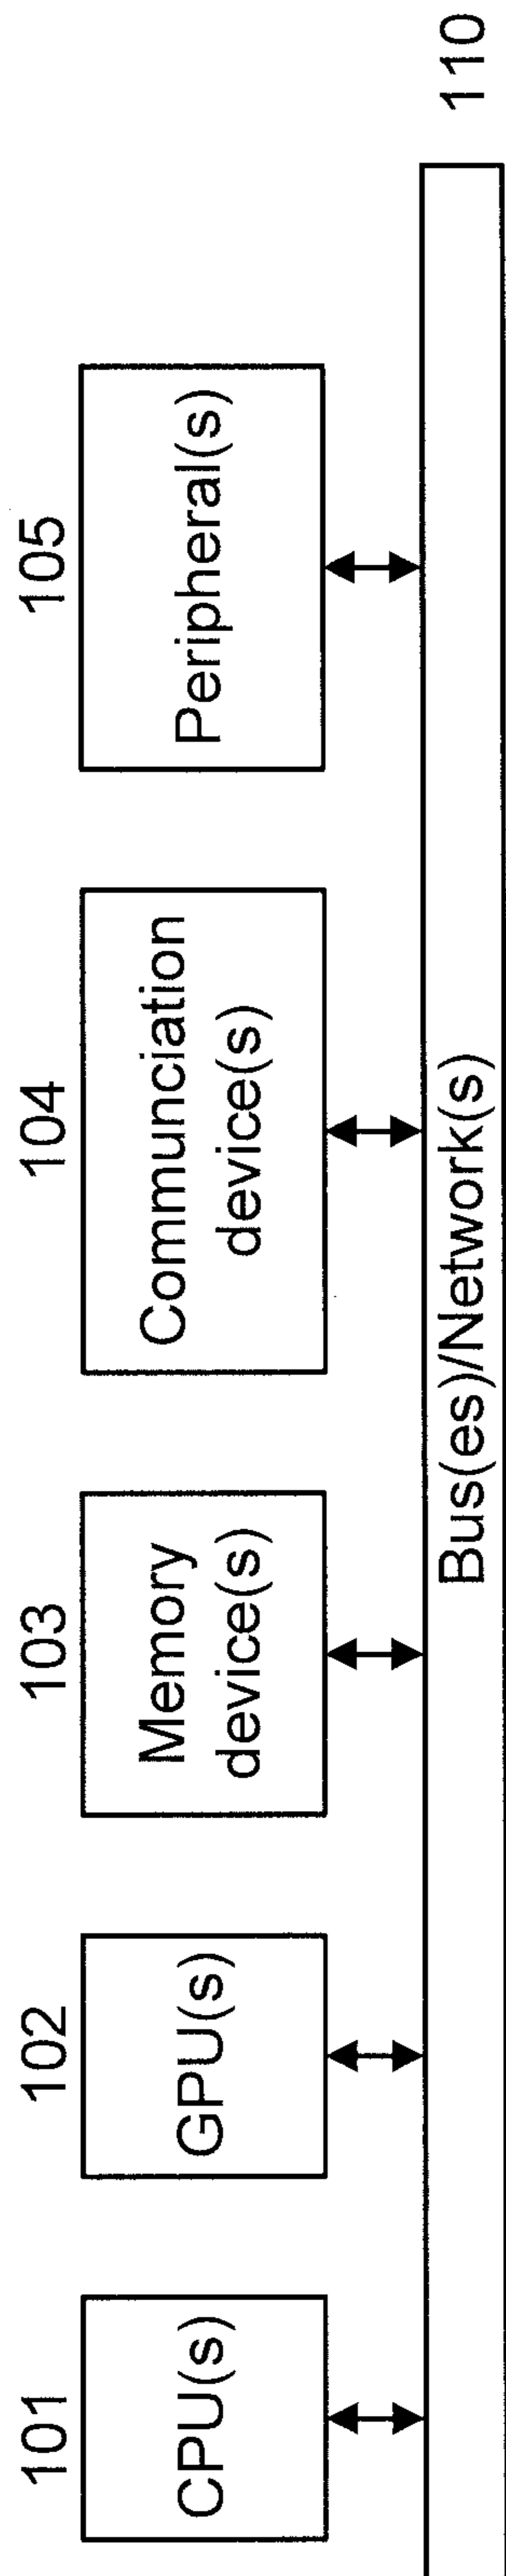 101
102
103
104
105
CPU(s)
GPU(s)
Memory
device(s)
Communciation
device(s)
Peripheral(s)
Bus(es)/Network(s)
110